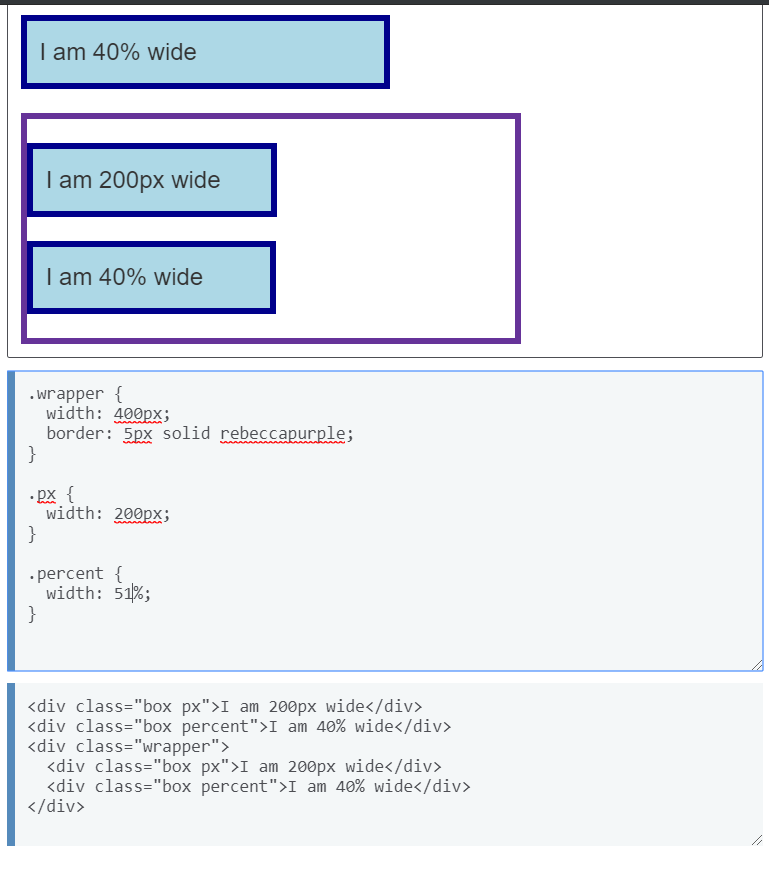 I am 40% wide
I am 200px wide
I am 40% wide
.wrapper {
  width: 400px;
  border: 5px solid rebeccapurple;
}
.px {
  width: 200px;
}
.percent {
  width: 51%;
}
<div class="box px">I am 200px wide</div>
<div class="box percent">I am 40% wide</div>
<div class="wrapper">
  <div class="box px">I am 200px wide</div>
  <div class="box percent">I am 40% wide</div>
</div>